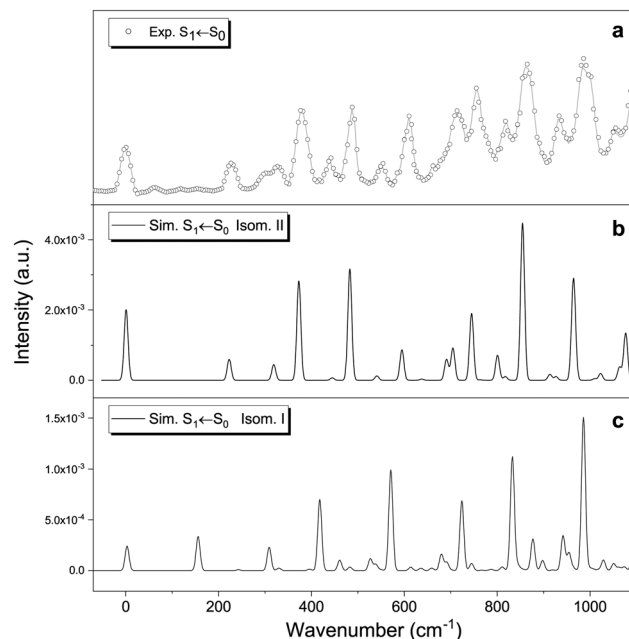 Exp. S₁←S₀
a
Sim. S₁←S₀ Isom. II
b
4.0x10⁻³
2.0x10⁻³
0.0
Sim. S₁←S₀ Isom. I
c
1.5x10⁻³
1.0x10⁻³
5.0x10⁻⁴
0.0
Intensity (a.u.)
0 200 400 600 800 1000
Wavenumber (cm⁻¹)